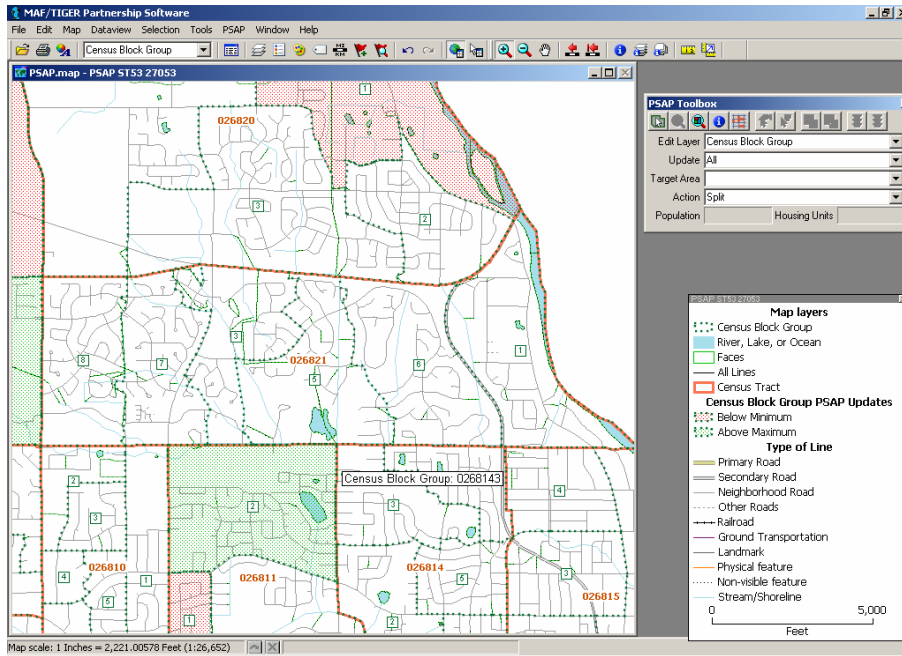 MAF/TIGER Partnership Software
File Edit Map Dataview Selection Tools PSAP Window Help
Census Block Group
MI
KM
PSAP.map - PSAP ST53 27053
1
026820
3
2
3
1
8
7
026821
6
5
2
Census Block Group: 0268143
2
4
3
3
026810
026811
026814
4
1
5
3
5
026815
1
2
PSAP Toolbox
Edit Layer Census Block Group
Update All
Target Area
Action Split
Population Housing Units
PSAP ST53 27053
Map layers
Census Block Group
River, Lake, or Ocean
Faces
All Lines
Census Tract
Census Block Group PSAP Updates
Below Minimum
Above Maximum
Type of Line
Primary Road
Secondary Road
Neighborhood Road
Other Roads
Railroad
Ground Transportation
Landmark
Physical feature
Non-visible feature
Stream/Shoreline
0 5,000
Feet
Map scale: 1 Inches = 2,221.00578 Feet (1:26,652)